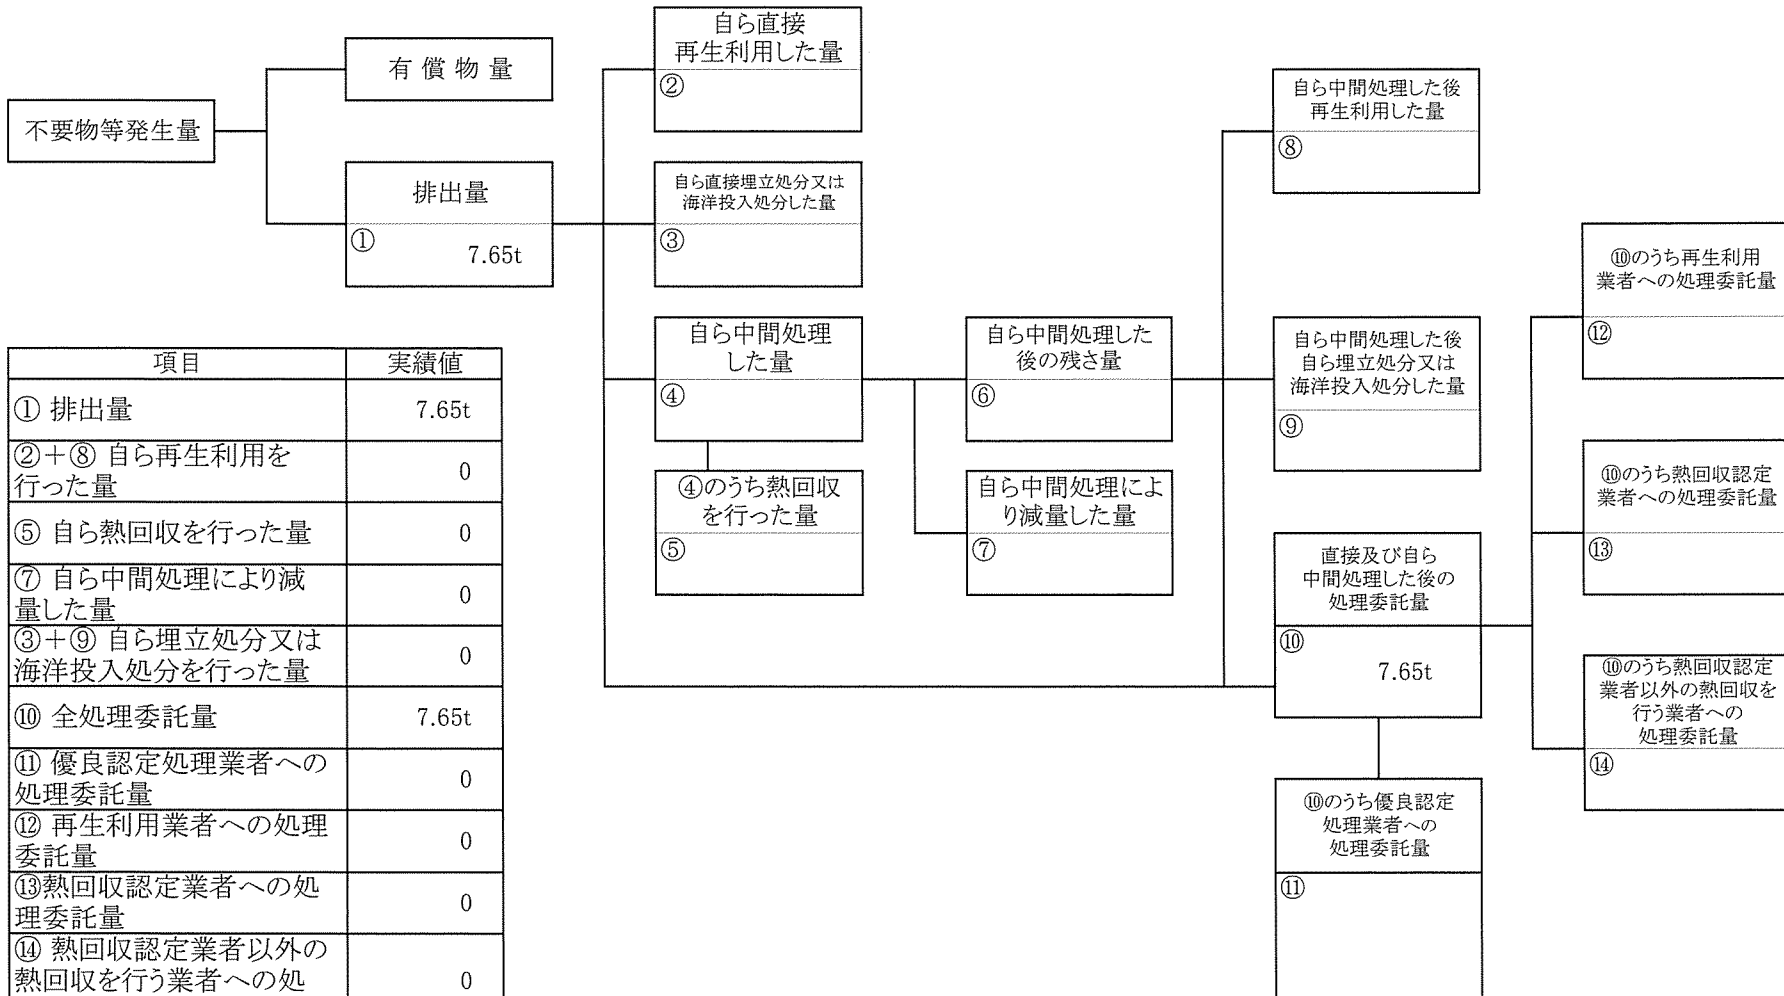 不要物等発生量
有 償 物 量
排出量
①
7.65t
自ら直接
再生利用した量
②
自ら直接埋立処分又は
海洋投入処分した量
③
自ら中間処理
した量
④
④のうち熱回収
を行った量
⑤
自ら中間処理した
後の残さ量
⑥
自ら中間処理によ
り減量した量
⑦
自ら中間処理した後
再生利用した量
⑧
自ら中間処理した後
自ら埋立処分又は
海洋投入処分した量
⑨
直接及び自ら
中間処理した後の
処理委託量
⑩
7.65t
⑩のうち優良認定
処理業者への
処理委託量
⑪
⑩のうち再生利用
業者への処理委託量
⑫
⑩のうち熱回収認定
業者への処理委託量
⑬
⑩のうち熱回収認定
業者以外の熱回収を
行う業者への
処理委託量
⑭
項目 実績値
① 排出量 7.65t
②＋⑧ 自ら再生利用を
行った量 0
⑤ 自ら熱回収を行った量 0
⑦ 自ら中間処理により減
量した量 0
③＋⑨ 自ら埋立処分又は
海洋投入処分を行った量 0
⑩ 全処理委託量 7.65t
⑪ 優良認定処理業者への
処理委託量 0
⑫ 再生利用業者への処理
委託量 0
⑬熱回収認定業者への処
理委託量 0
⑭ 熱回収認定業者以外の
熱回収を行う業者への処 0